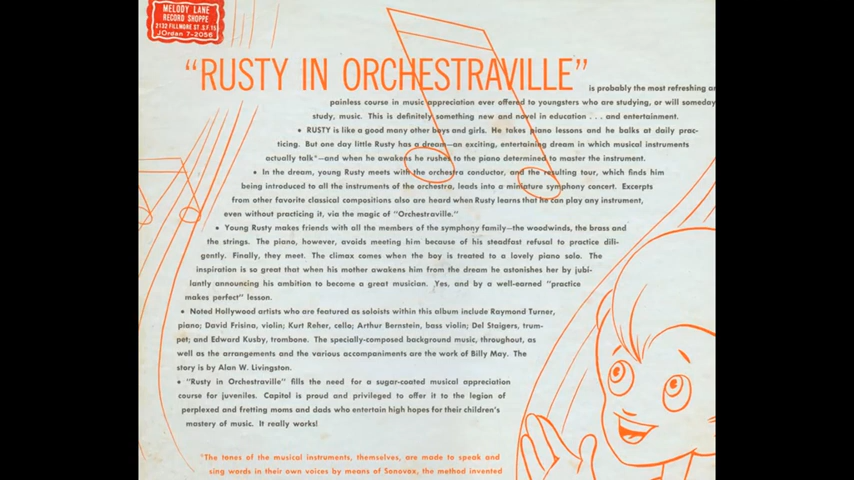 MELODY LANE
RECORD SHOPPE
2132 FILLMORE ST. S.F. 15
JOrdan 7-2056
"RUSTY IN ORCHESTRAVILLE"
is probably the most refreshing
painless course in music appreciation ever offered to youngsters who are studying, or will someday
study, music. This is definitely something new and novel in education . . . and entertainment.
• RUSTY is like a good many other boys and girls. He takes piano lessons and he balks at daily prac-
ticing. But one day little Rusty has a dream—an exciting, entertaining dream in which musical instruments
actually talk*—and when he awakens he rushes to the piano determined to master the instrument.
• In the dream, young Rusty meets with the orchestra conductor, and the resulting tour, which finds him
being introduced to all the instruments of the orchestra, leads into a miniature symphony concert. Excerpts
from other favorite classical compositions also are heard when Rusty learns that he can play any instrument,
even without practicing it, via the magic of "Orchestraville."
• Young Rusty makes friends with all the members of the symphony family—the woodwinds, the brass and
the strings. The piano, however, avoids meeting him because of his steadfast refusal to practice dili-
gently. Finally, they meet. The climax comes when the boy is treated to a lovely piano solo. The
inspiration is so great that when his mother awakens him from the dream he astonishes her by jubi-
lantly announcing his ambition to become a great musician. Yes, and by a well-earned "practice
makes perfect" lesson.
• Noted Hollywood artists who are featured as soloists within this album include Raymond Turner,
piano; David Frisina, violin; Kurt Reher, cello; Arthur Bernstein, bass violin; Del Staigers, trum-
pet; and Edward Kusby, trombone. The specially-composed background music, throughout, as
well as the arrangements and the various accompaniments are the work of Billy May. The
story is by Alan W. Livingston.
• "Rusty in Orchestraville" fills the need for a sugar-coated musical appreciation
course for juveniles. Capitol is proud and privileged to offer it to the legion of
perplexed and fretting moms and dads who entertain high hopes for their children's
mastery of music. It really works!
*The tones of the musical instruments, themselves, are made to speak and
sing words in their own voices by means of Sonovox, the method invented